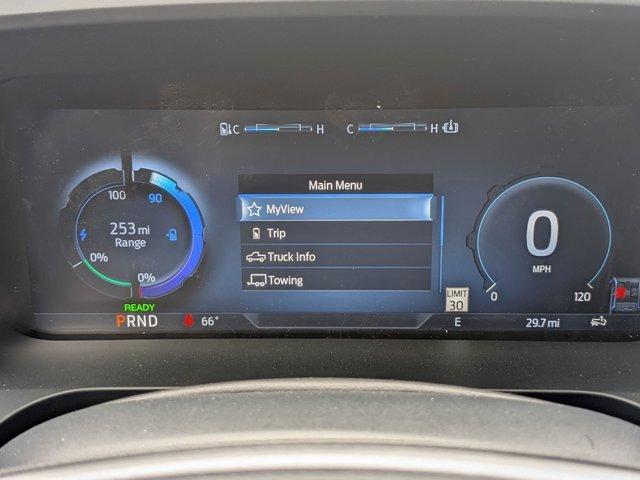 C H C H
Main Menu
MyView
Trip
Truck Info
Towing
100 90
253 mi
Range
0%
0%
READY
PRND 66°
0
MPH
0 120
LIMIT
30
E 29.7 mi